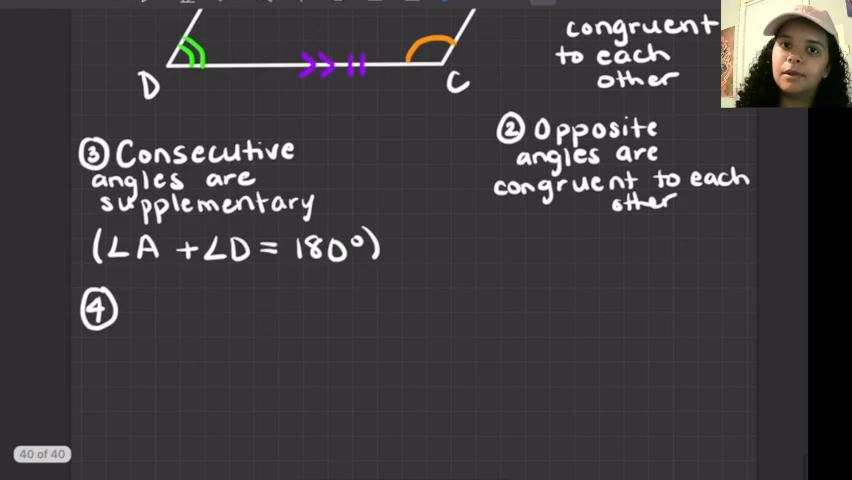 congruent
to each
other
D
C
③ Consecutive
angles are
supplementary
(∠A + ∠D = 180°)
② Opposite
angles are
congruent to each
other
④
40 of 40